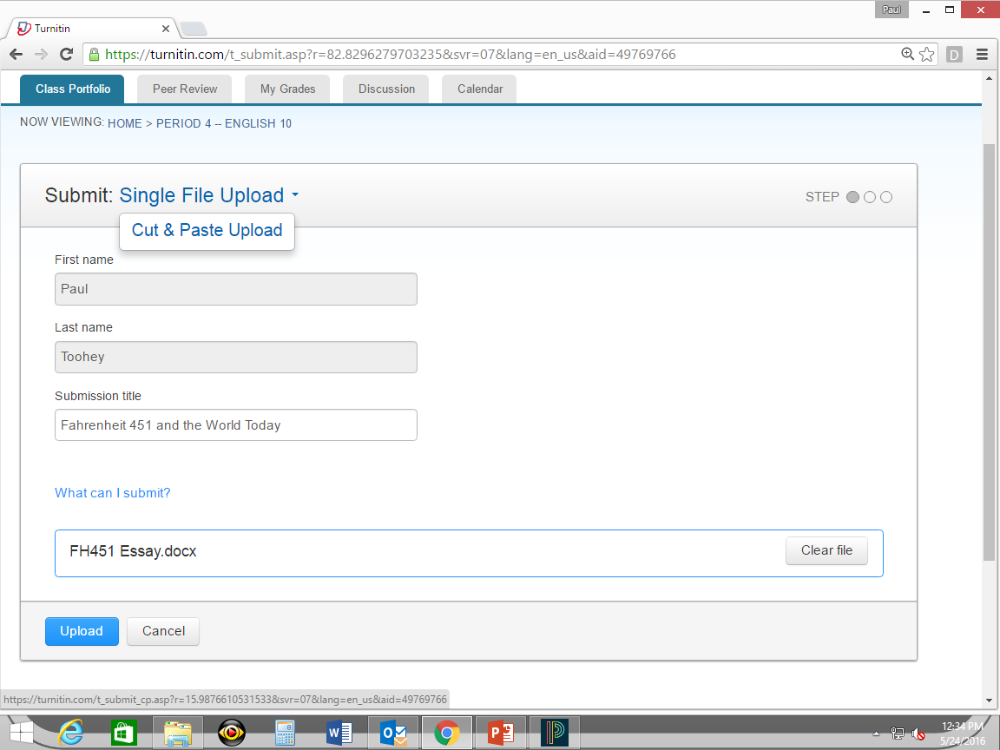 Paul
Turnitin
https://turnitin.com/t_submit.asp?r=82.8296279703235&svr=07&lang=en_us&aid=49769766
D
Class Portfolio Peer Review My Grades Discussion Calendar
NOW VIEWING: HOME > PERIOD 4 -- ENGLISH 10
Submit: Single File Upload
STEP
Cut & Paste Upload
First name
Paul
Last name
Toohey
Submission title
Fahrenheit 451 and the World Today
What can I submit?
FH451 Essay.docx
Clear file
Upload Cancel
https://turnitin.com/t_submit_cp.asp?r=15.9876610531533&svr=07&lang=en_us&aid=49769766
12:34 PM
5/24/2016